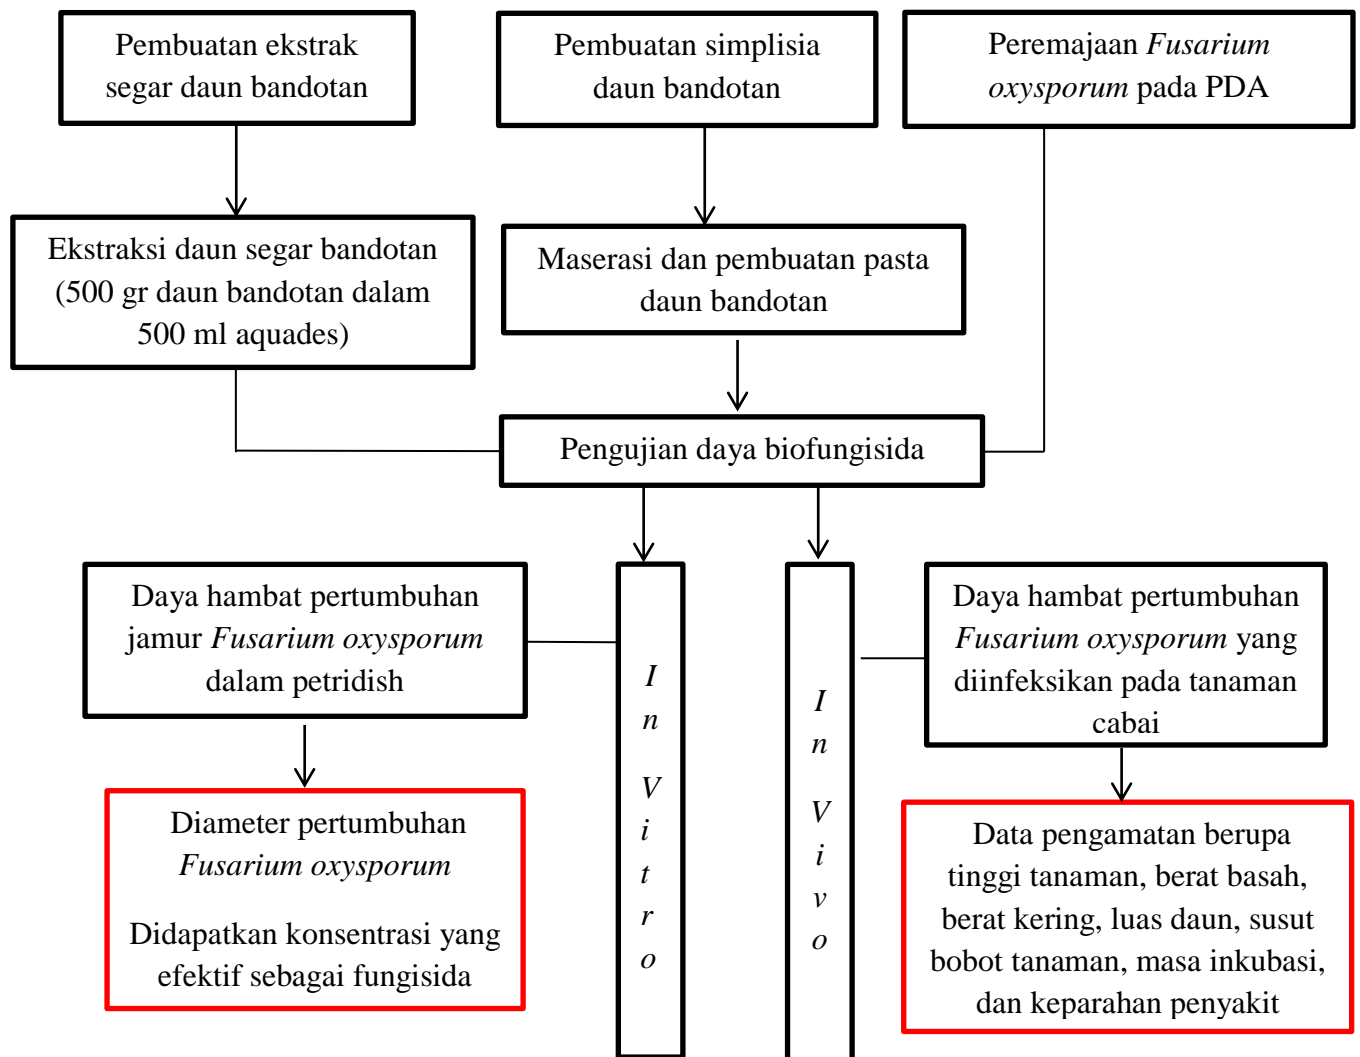 Pembuatan ekstrak
segar daun bandotan
Pembuatan simplisia
daun bandotan
Peremajaan Fusarium
oxysporum pada PDA
Ekstraksi daun segar bandotan
(500 gr daun bandotan dalam
500 ml aquades)
Maserasi dan pembuatan pasta
daun bandotan
Pengujian daya biofungisida
Daya hambat pertumbuhan
jamur Fusarium oxysporum
dalam petridish
In Vitro
In Vivo
Daya hambat pertumbuhan
Fusarium oxysporum yang
diinfeksikan pada tanaman
cabai
Diameter pertumbuhan
Fusarium oxysporum
Didapatkan konsentrasi yang
efektif sebagai fungisida
Data pengamatan berupa
tinggi tanaman, berat basah,
berat kering, luas daun, susut
bobot tanaman, masa inkubasi,
dan keparahan penyakit